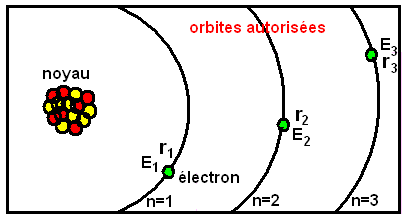 orbites autorisées
noyau
E3
r3
r1
E1
électron
r2
E2
n=1
n=2
n=3